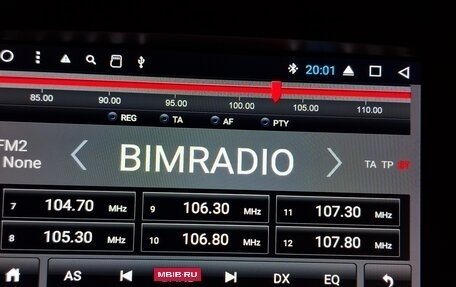 20:01
85.00 90.00 95.00 100.00 105.00 110.00
REG TA AF PTY
FM2
None
BIMRADIO
TA TP ST
7 104.70 MHz 9 106.30 MHz 11 107.30 MHz
8 105.30 MHz 10 106.80 MHz 12 107.80 MHz
AS DX EQ
MBIB-RU